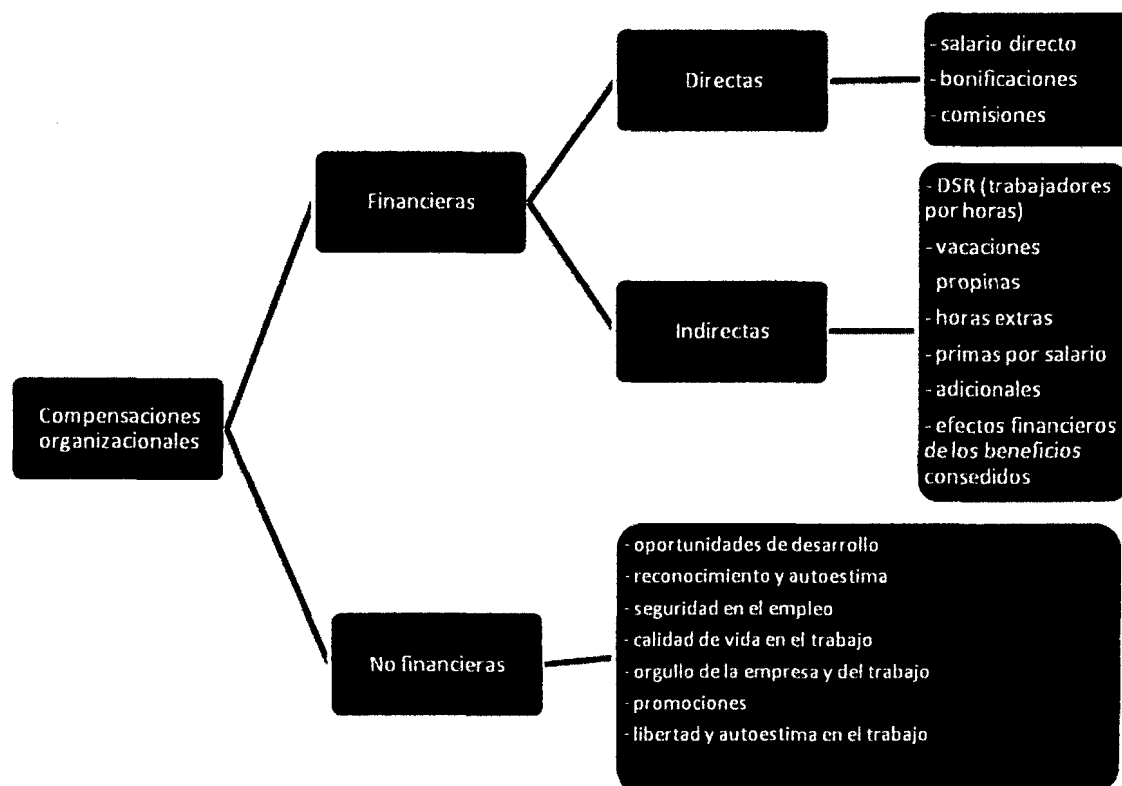 Compensaciones
organizacionales
Financieras
Directas
- salario directo
- bonificaciones
- comisiones
Indirectas
- DSR (trabajadores
por horas)
- vacaciones
propinas
- horas extras
- primas por salario
- adicionales
- efectos financieros
de los beneficios
consedidos
No financieras
- oportunidades de desarrollo
- reconocimiento y autoestima
- seguridad en el empleo
- calidad de vida en el trabajo
- orgullo de la empresa y del trabajo
- promociones
- libertad y autoestima en el trabajo